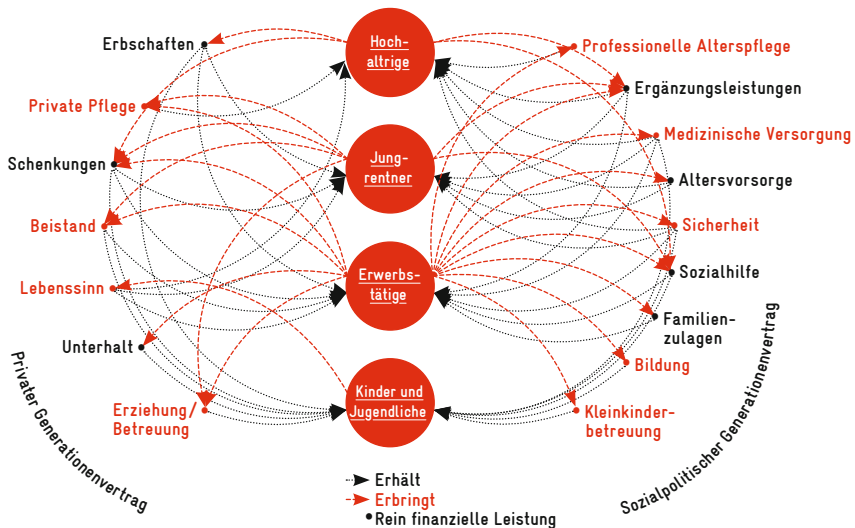 Hoch-
altrige
Jung-
rentner
Erwerbs-
tätige
Kinder und
Jugendliche
Erbschaften
Private Pflege
Schenkungen
Beistand
Lebenssinn
Unterhalt
Erziehung/
Betreuung
Privater Generationenvertrag
Professionelle Alterspflege
Ergänzungsleistungen
Medizinische Versorgung
Altersvorsorge
Sicherheit
Sozialhilfe
Familien-
zulagen
Bildung
Kleinkinder-
betreuung
Sozialpolitischer Generationenvertrag
Erhält
Erbringt
Rein finanzielle Leistung